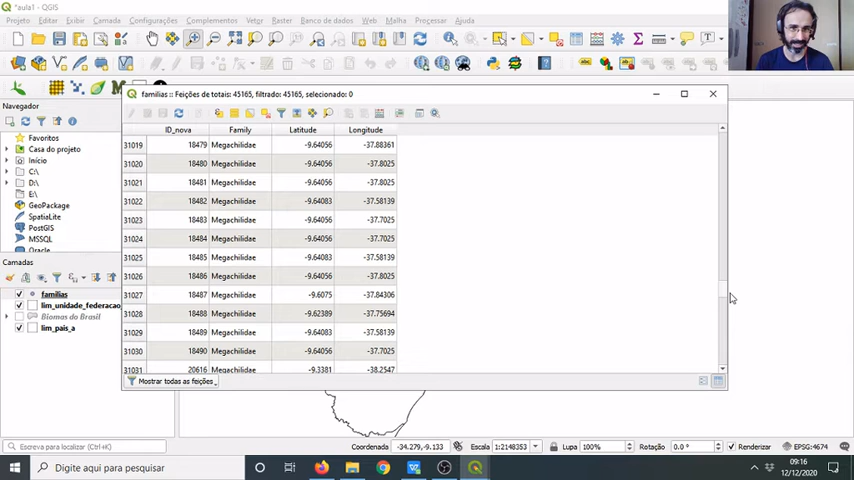 *aula1 - QGIS
Projeto Editar Exibir Camada Configurações Complementos Vetor Raster Banco de dados Web Malha Processar Ajuda
Navegador
Favoritos
Casa do projeto
Início
C:\
D:\
E:\
GeoPackage
SpatiaLite
PostGIS
MSSQL
Oracle
Camadas
familias
lim_unidade_federacao_
Biomas do Brasil
lim_pais_a
familias :: Feições de totais: 45165, filtrado: 45165, selecionado: 0
ID_nova Family Latitude Longitude
31019 18479 Megachilidae -9.64056 -37.88361
31020 18480 Megachilidae -9.64056 -37.8025
31021 18481 Megachilidae -9.64056 -37.8025
31022 18482 Megachilidae -9.64083 -37.58139
31023 18483 Megachilidae -9.64056 -37.7025
31024 18484 Megachilidae -9.64056 -37.7025
31025 18485 Megachilidae -9.64083 -37.58139
31026 18486 Megachilidae -9.64056 -37.8025
31027 18487 Megachilidae -9.6075 -37.84306
31028 18488 Megachilidae -9.62389 -37.75694
31029 18489 Megachilidae -9.64083 -37.58139
31030 18490 Megachilidae -9.64056 -37.7025
31031 20616 Megachilidae -9.3381 -38.2547
Mostrar todas as feições
Escreva para localizar (Ctrl+K)
Coordenada -34.279,-9.133 Escala 1:2148353 Lupa 100% Rotação 0.0 ° Renderizar EPSG:4674
Digite aqui para pesquisar
09:16
12/12/2020